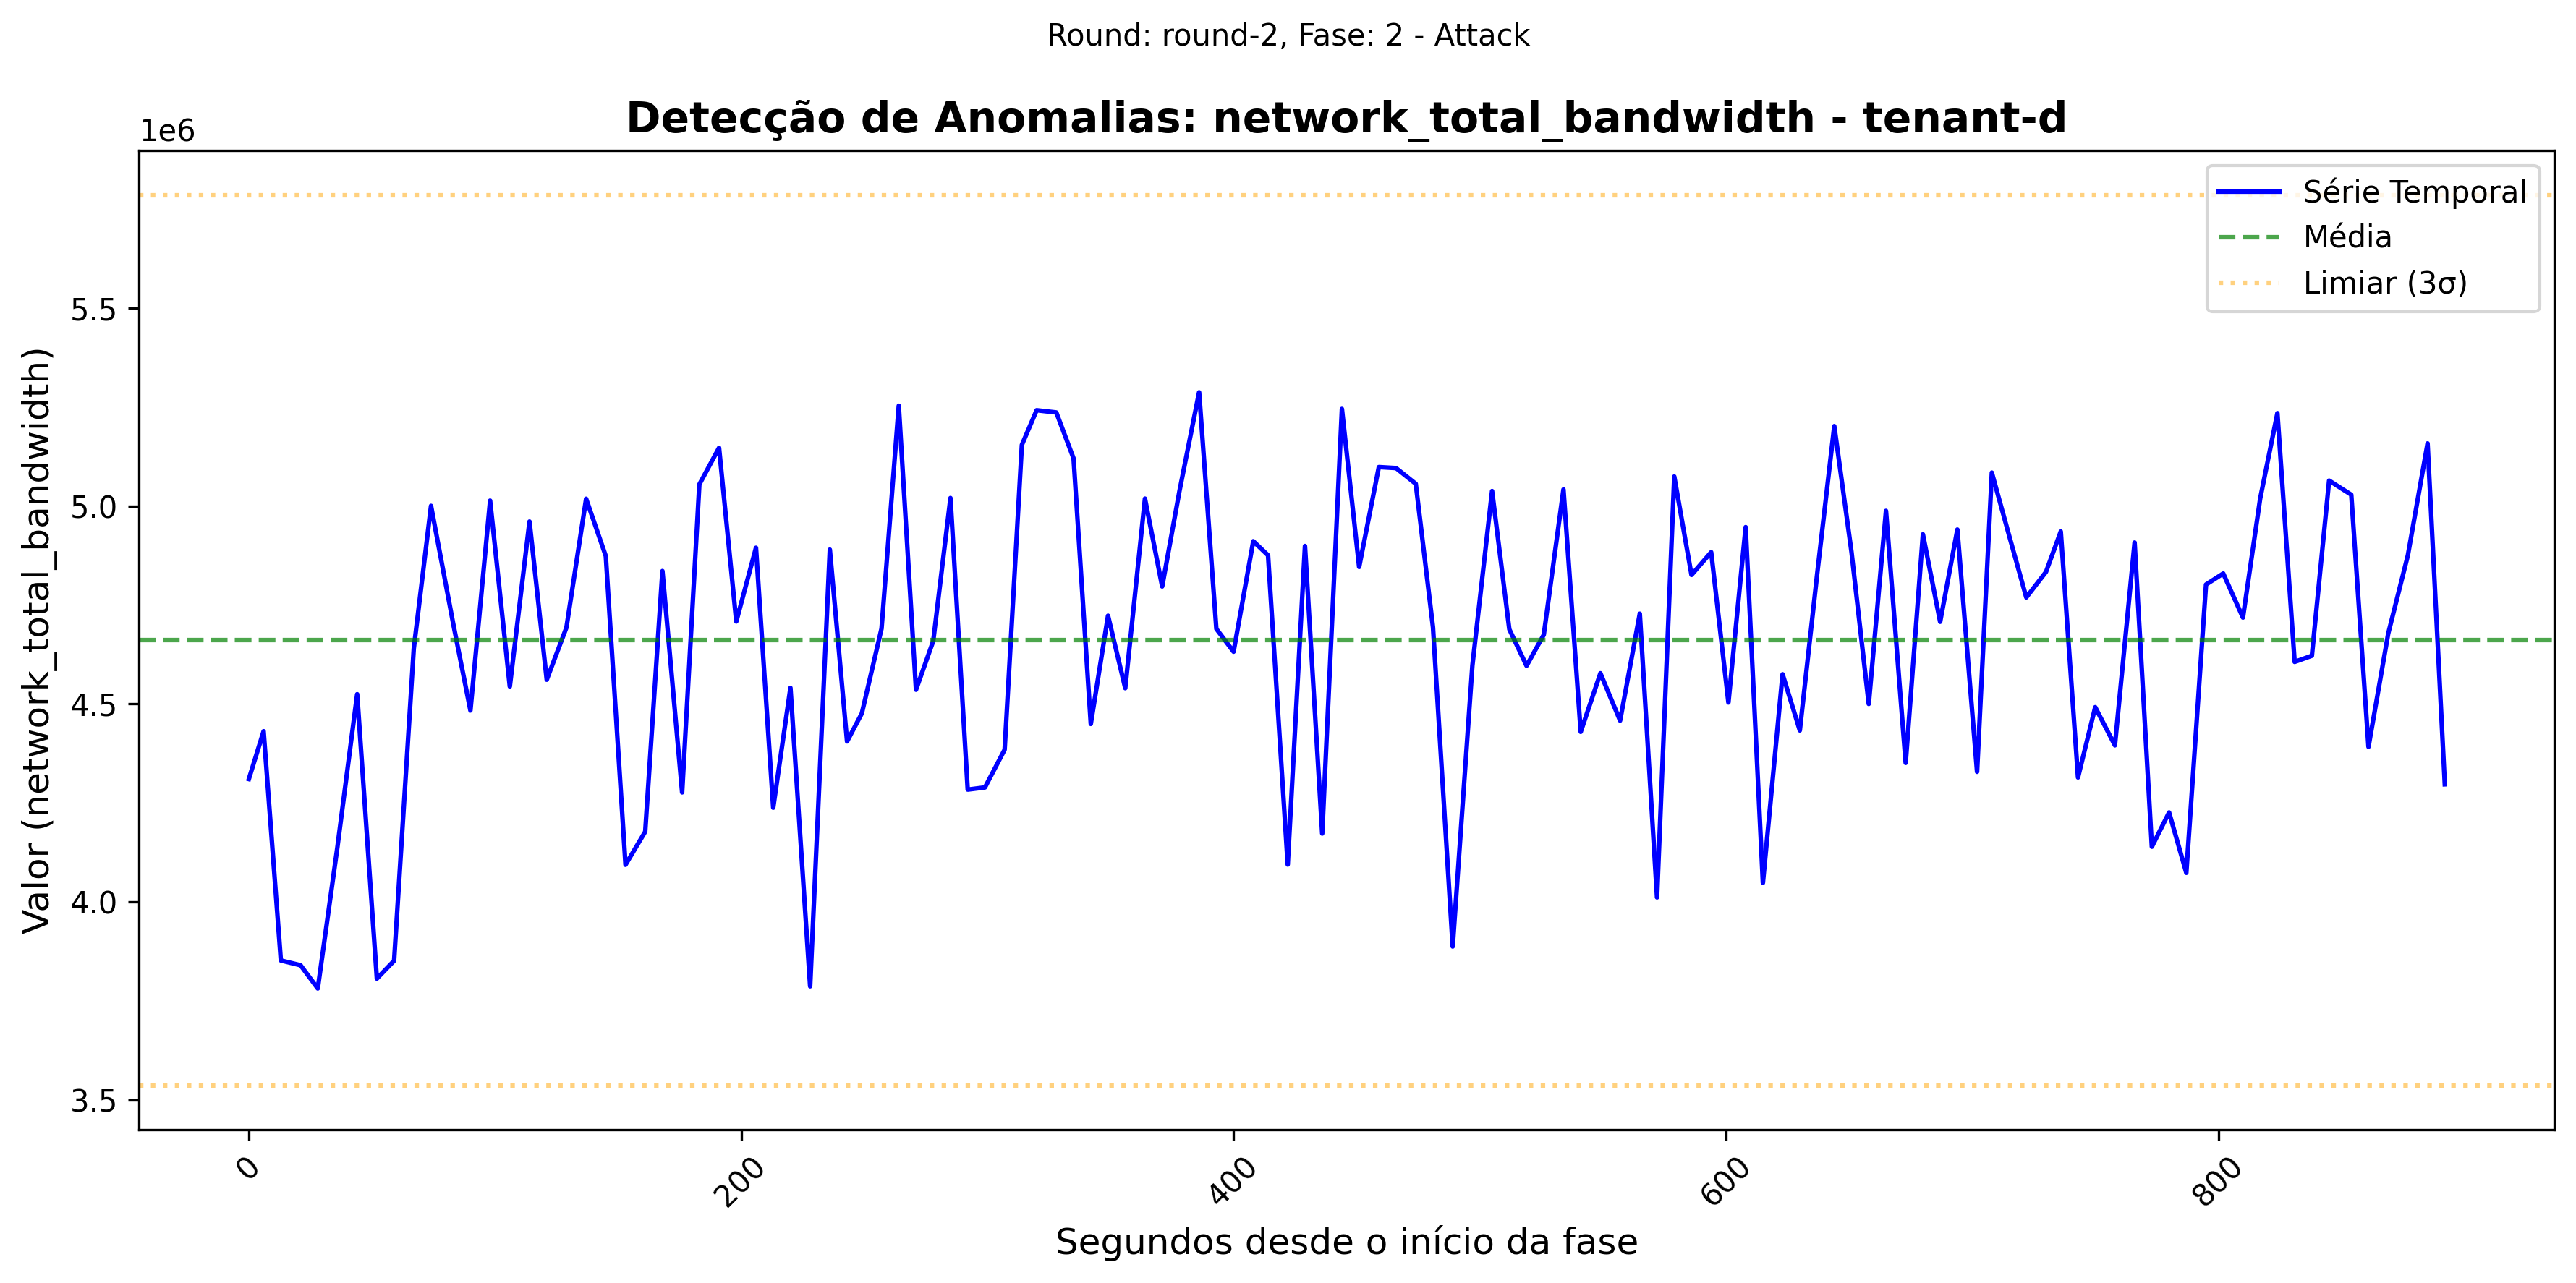 Round: round-2, Fase: 2 - Attack
Detecção de Anomalias: network_total_bandwidth - tenant-d
1e6
Série Temporal
Média
Limiar (3σ)
Valor (network_total_bandwidth)
5.5
5.0
4.5
4.0
3.5
0
200
400
600
800
Segundos desde o início da fase